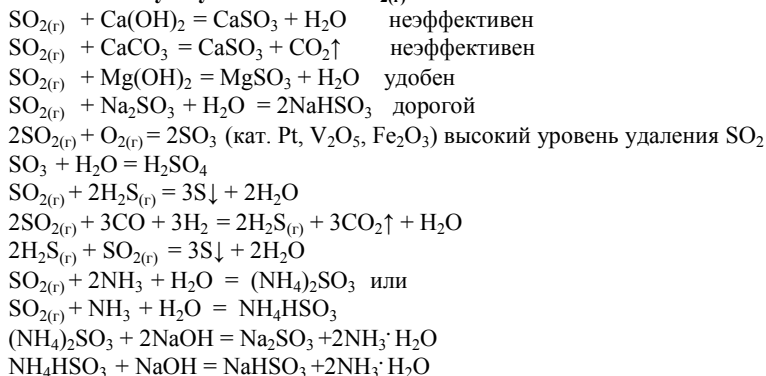 SO₂₍г₎ + Ca(OH)₂ = CaSO₃ + H₂O неэффективен
SO₂₍г₎ + CaCO₃ = CaSO₃ + CO₂↑ неэффективен
SO₂₍г₎ + Mg(OH)₂ = MgSO₃ + H₂O удобен
SO₂₍г₎ + Na₂SO₃ + H₂O = 2NaHSO₃ дорогой
2SO₂₍г₎ + O₂₍г₎ = 2SO₃ (кат. Pt, V₂O₅, Fe₂O₃) высокий уровень удаления SO₂
SO₃ + H₂O = H₂SO₄
SO₂₍г₎ + 2H₂S₍г₎ = 3S↓ + 2H₂O
2SO₂₍г₎ + 3CO + 3H₂ = 2H₂S₍г₎ + 3CO₂↑ + H₂O
2H₂S₍г₎ + SO₂₍г₎ = 3S↓ + 2H₂O
SO₂₍г₎ + 2NH₃ + H₂O = (NH₄)₂SO₃ или
SO₂₍г₎ + NH₃ + H₂O = NH₄HSO₃
(NH₄)₂SO₃ + 2NaOH = Na₂SO₃ +2NH₃·H₂O
NH₄HSO₃ + NaOH = NaHSO₃ +2NH₃·H₂O